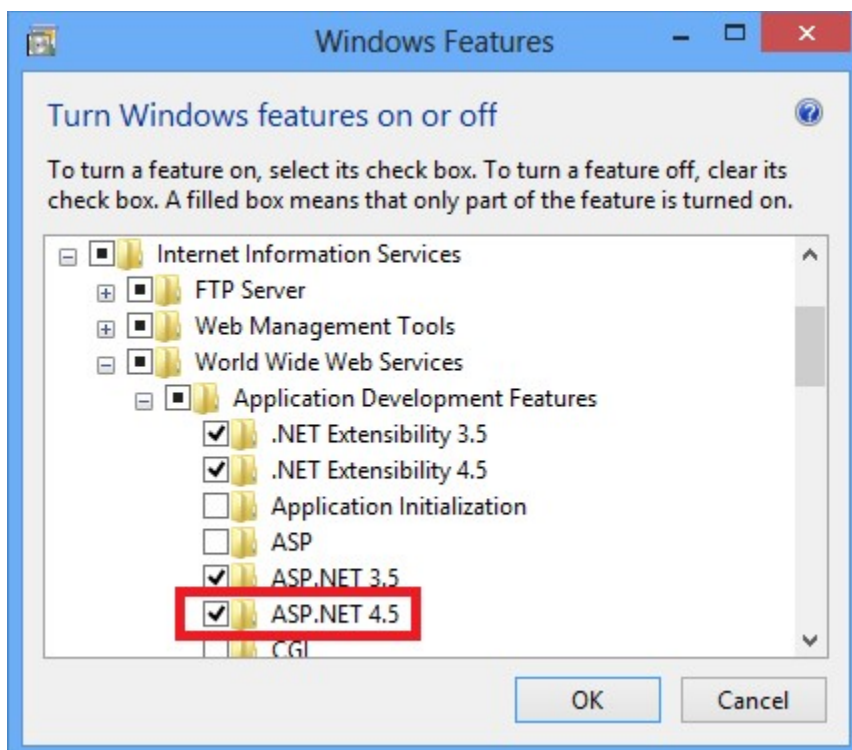 Windows Features
Turn Windows features on or off
To turn a feature on, select its check box. To turn a feature off, clear its
check box. A filled box means that only part of the feature is turned on.
Internet Information Services
FTP Server
Web Management Tools
World Wide Web Services
Application Development Features
.NET Extensibility 3.5
.NET Extensibility 4.5
Application Initialization
ASP
ASP.NET 3.5
ASP.NET 4.5
CGI
OK Cancel